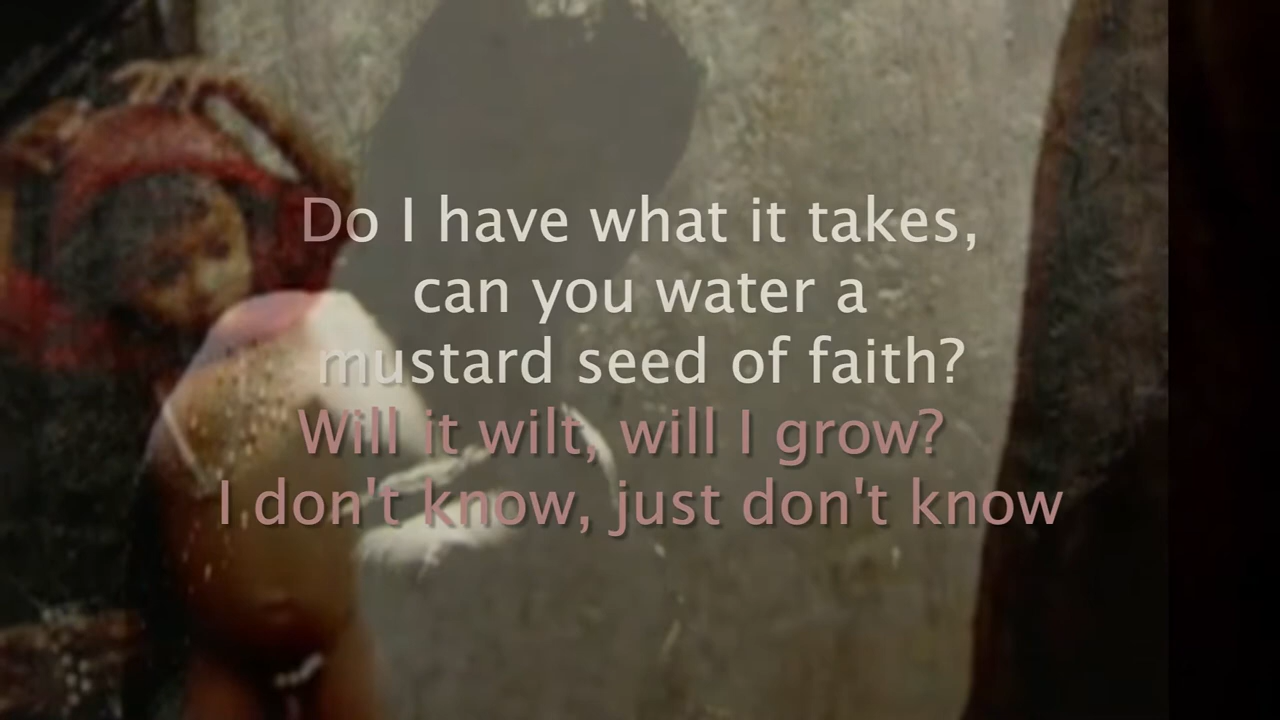 Do I have what it takes,
can you water a
mustard seed of faith?
Will it wilt, will I grow?
I don't know, just don't know